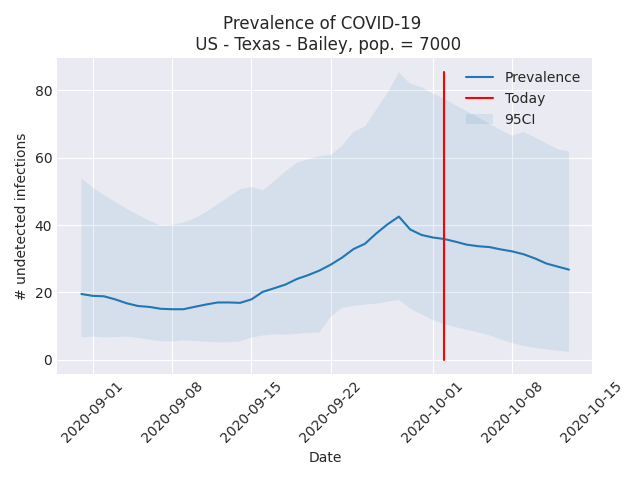 Prevalence of COVID-19
US - Texas - Bailey, pop. = 7000
Prevalence
Today
95CI
# undetected infections
80
60
40
20
0
2020-09-01
2020-09-08
2020-09-15
2020-09-22
2020-10-01
2020-10-08
2020-10-15
Date